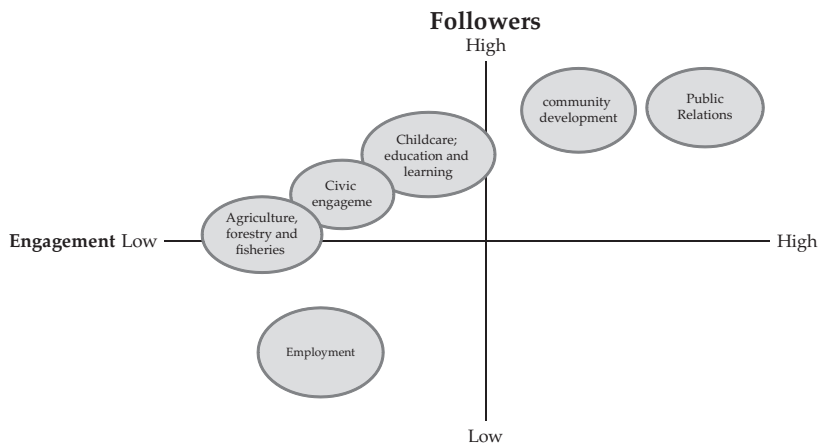 Followers
High
community
development
Public
Relations
Childcare;
education and
learning
Civic
engageme
Agriculture,
forestry and
fisheries
Engagement Low
High
Employment
Low